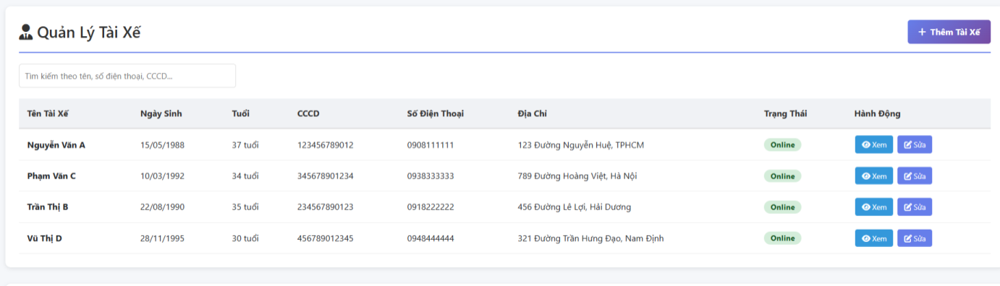 Quản Lý Tài Xế
+ Thêm Tài Xế
Tìm kiếm theo tên, số điện thoại, CCCD...
Tên Tài Xế Ngày Sinh Tuổi CCCD Số Điện Thoại Địa Chỉ Trạng Thái Hành Động
Nguyễn Văn A 15/05/1988 37 tuổi 123456789012 0908111111 123 Đường Nguyễn Huệ, TPHCM Online Xem Sửa
Phạm Văn C 10/03/1992 34 tuổi 345678901234 0938333333 789 Đường Hoàng Việt, Hà Nội Online Xem Sửa
Trần Thị B 22/08/1990 35 tuổi 234567890123 0918222222 456 Đường Lê Lợi, Hải Dương Online Xem Sửa
Vũ Thị D 28/11/1995 30 tuổi 456789012345 0948444444 321 Đường Trần Hưng Đạo, Nam Định Online Xem Sửa